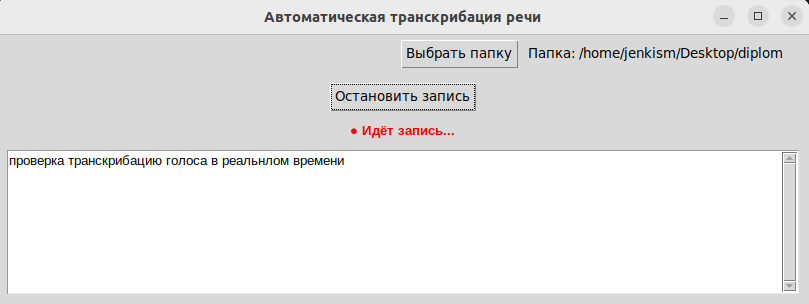 Автоматическая транскрибация речи
Выбрать папку Папка: /home/jenkism/Desktop/diplom
Остановить запись
● Идёт запись...
проверка транскрибацию голоса в реальнлом времени